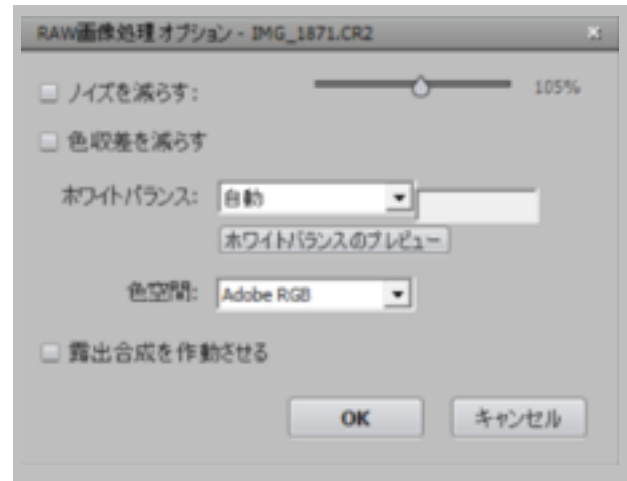 RAW画像処理オプション - IMG_1871.CR2
ノイズを減らす: 105%
色収差を減らす
ホワイトバランス: 自動
ホワイトバランスのプレビュー
色空間: Adobe RGB
露出合成を作動させる
OK キャンセル